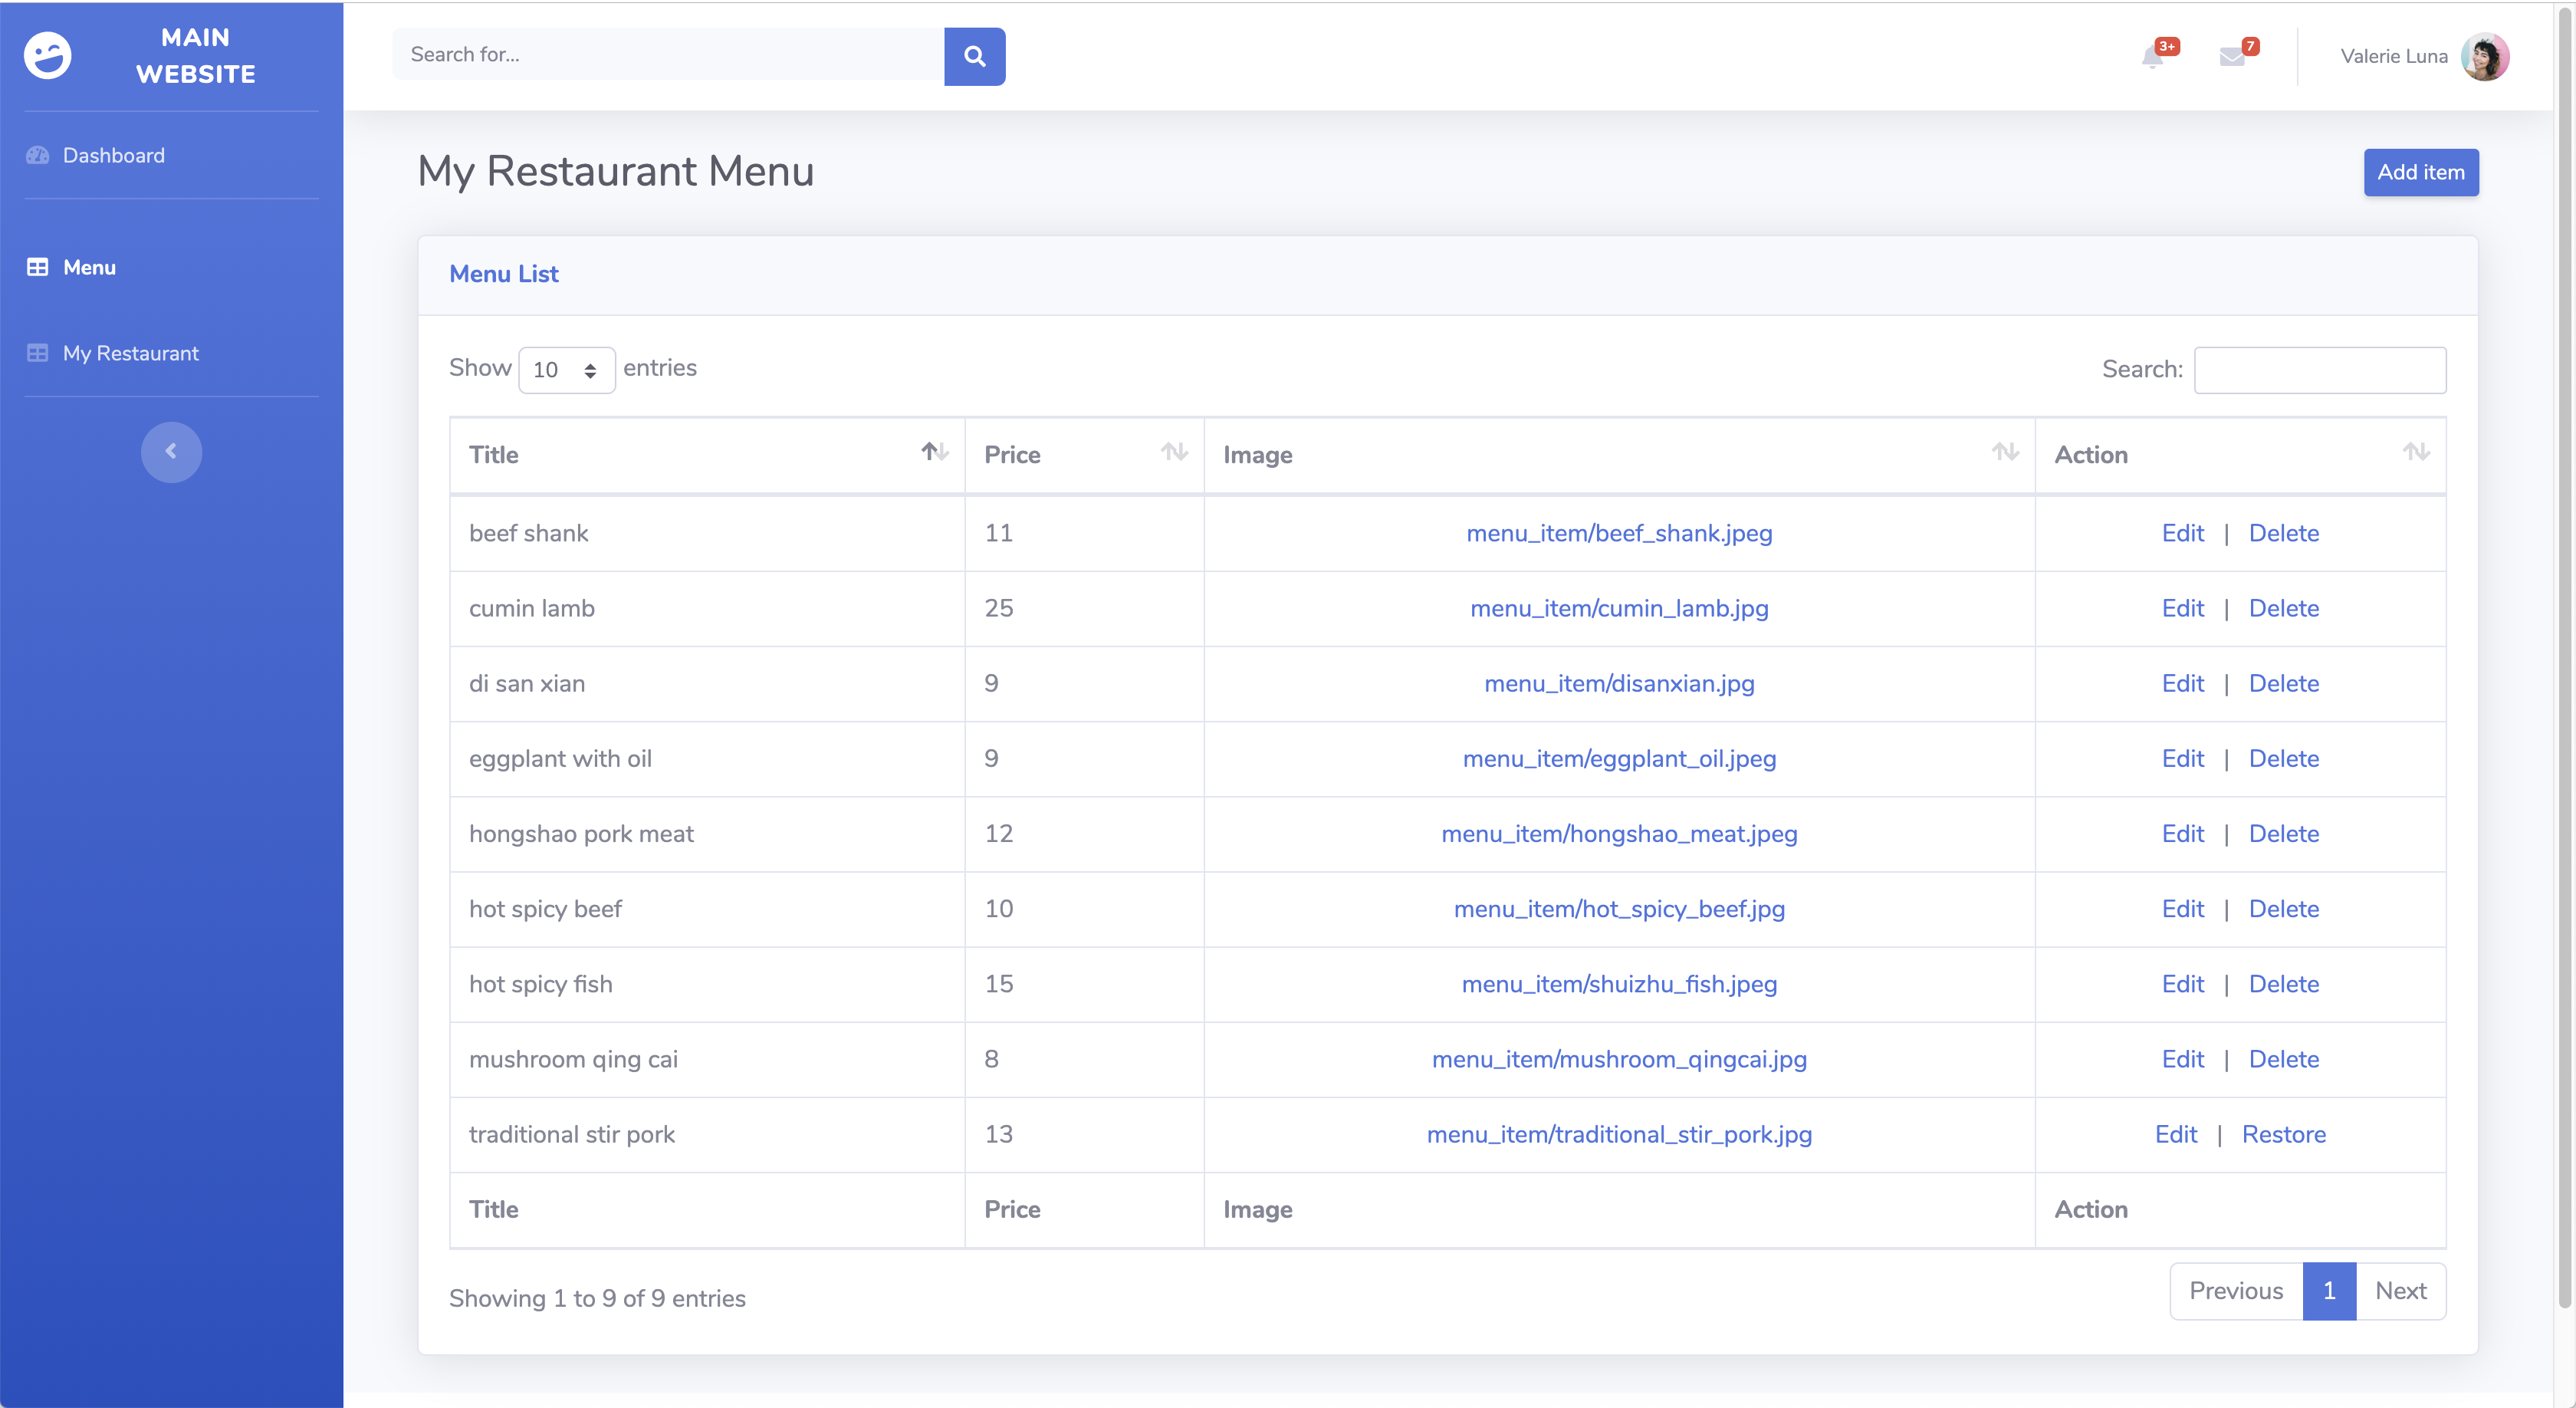 MAIN
WEBSITE
Dashboard
Menu
My Restaurant
Search for...
3+
7
Valerie Luna
My Restaurant Menu
Add item
Menu List
Show 10 entries
Search:
Title Price Image Action
beef shank 11 menu_item/beef_shank.jpeg Edit | Delete
cumin lamb 25 menu_item/cumin_lamb.jpg Edit | Delete
di san xian 9 menu_item/disanxian.jpg Edit | Delete
eggplant with oil 9 menu_item/eggplant_oil.jpeg Edit | Delete
hongshao pork meat 12 menu_item/hongshao_meat.jpeg Edit | Delete
hot spicy beef 10 menu_item/hot_spicy_beef.jpg Edit | Delete
hot spicy fish 15 menu_item/shuizhu_fish.jpeg Edit | Delete
mushroom qing cai 8 menu_item/mushroom_qingcai.jpg Edit | Delete
traditional stir pork 13 menu_item/traditional_stir_pork.jpg Edit | Restore
Title Price Image Action
Showing 1 to 9 of 9 entries
Previous 1 Next